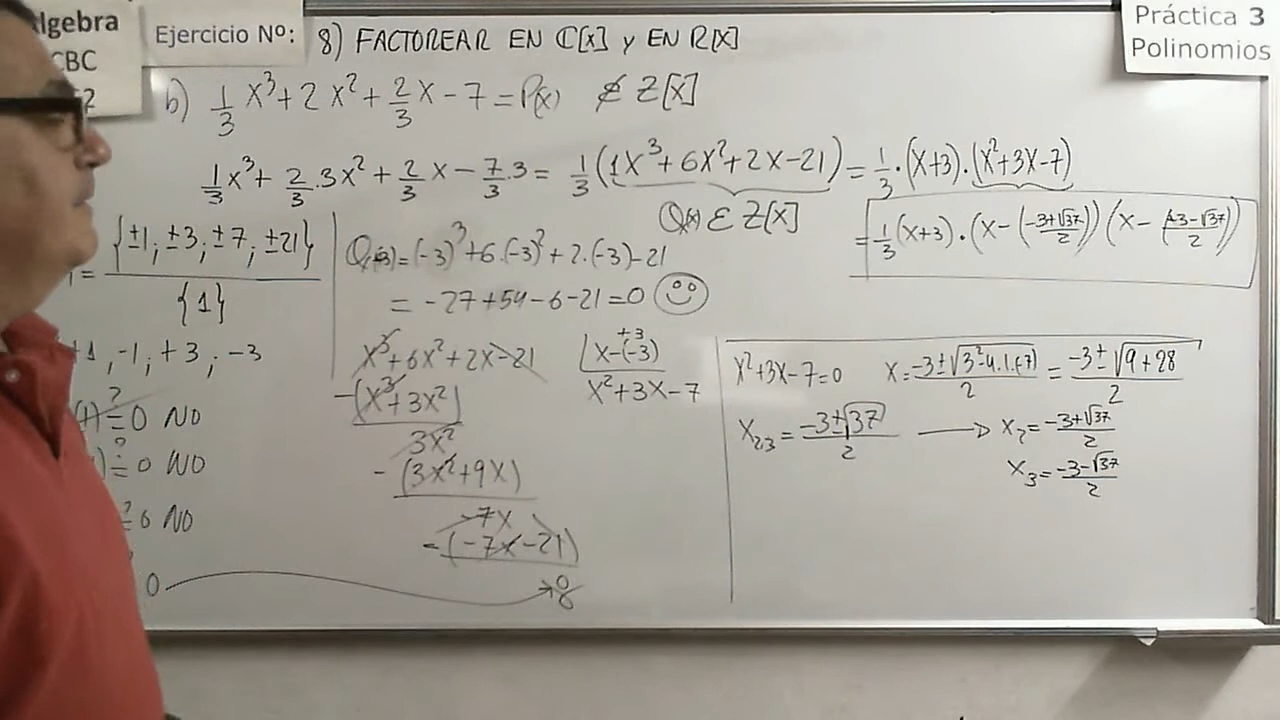 lgebra
CBC
Ejercicio Nº:
8) FACTOREAR EN C[x] y EN R[x]
Práctica 3
Polinomios
b) 1/3 x³ + 2x² + 2/3 x - 7 = P(x) ∉ Z[x]
1/3 x³ + 2/3 . 3x² + 2/3 x - 7/3 . 3 = 1/3 (1x³ + 6x² + 2x - 21) = 1/3 . (x+3) . (x² + 3x - 7)
Q(x) ∈ Z[x]
= 1/3 (x+3) . (x - (-3+√37/2)) (x - (-3-√37/2))
= {±1; ±3; ±7; ±21} / {1}
+1, -1; +3; -3
(1) ?= 0 NO
) ?= 0 NO
?= 0 NO
0
Q(-3) = (-3)³ + 6.(-3)² + 2.(-3) - 21
= -27 + 54 - 6 - 21 = 0
x³ + 6x² + 2x - 21
+3
x - (-3)
-(x³ + 3x²)
x² + 3x - 7
3x²
- (3x² + 9x)
-7x
- (-7x - 21)
0
x² + 3x - 7 = 0
x = -3 ± √3² - 4.1.(-7) / 2 = -3 ± √9 + 28 / 2
x2,3 = -3 ± √37 / 2 → x2 = -3 + √37 / 2
x3 = -3 - √37 / 2